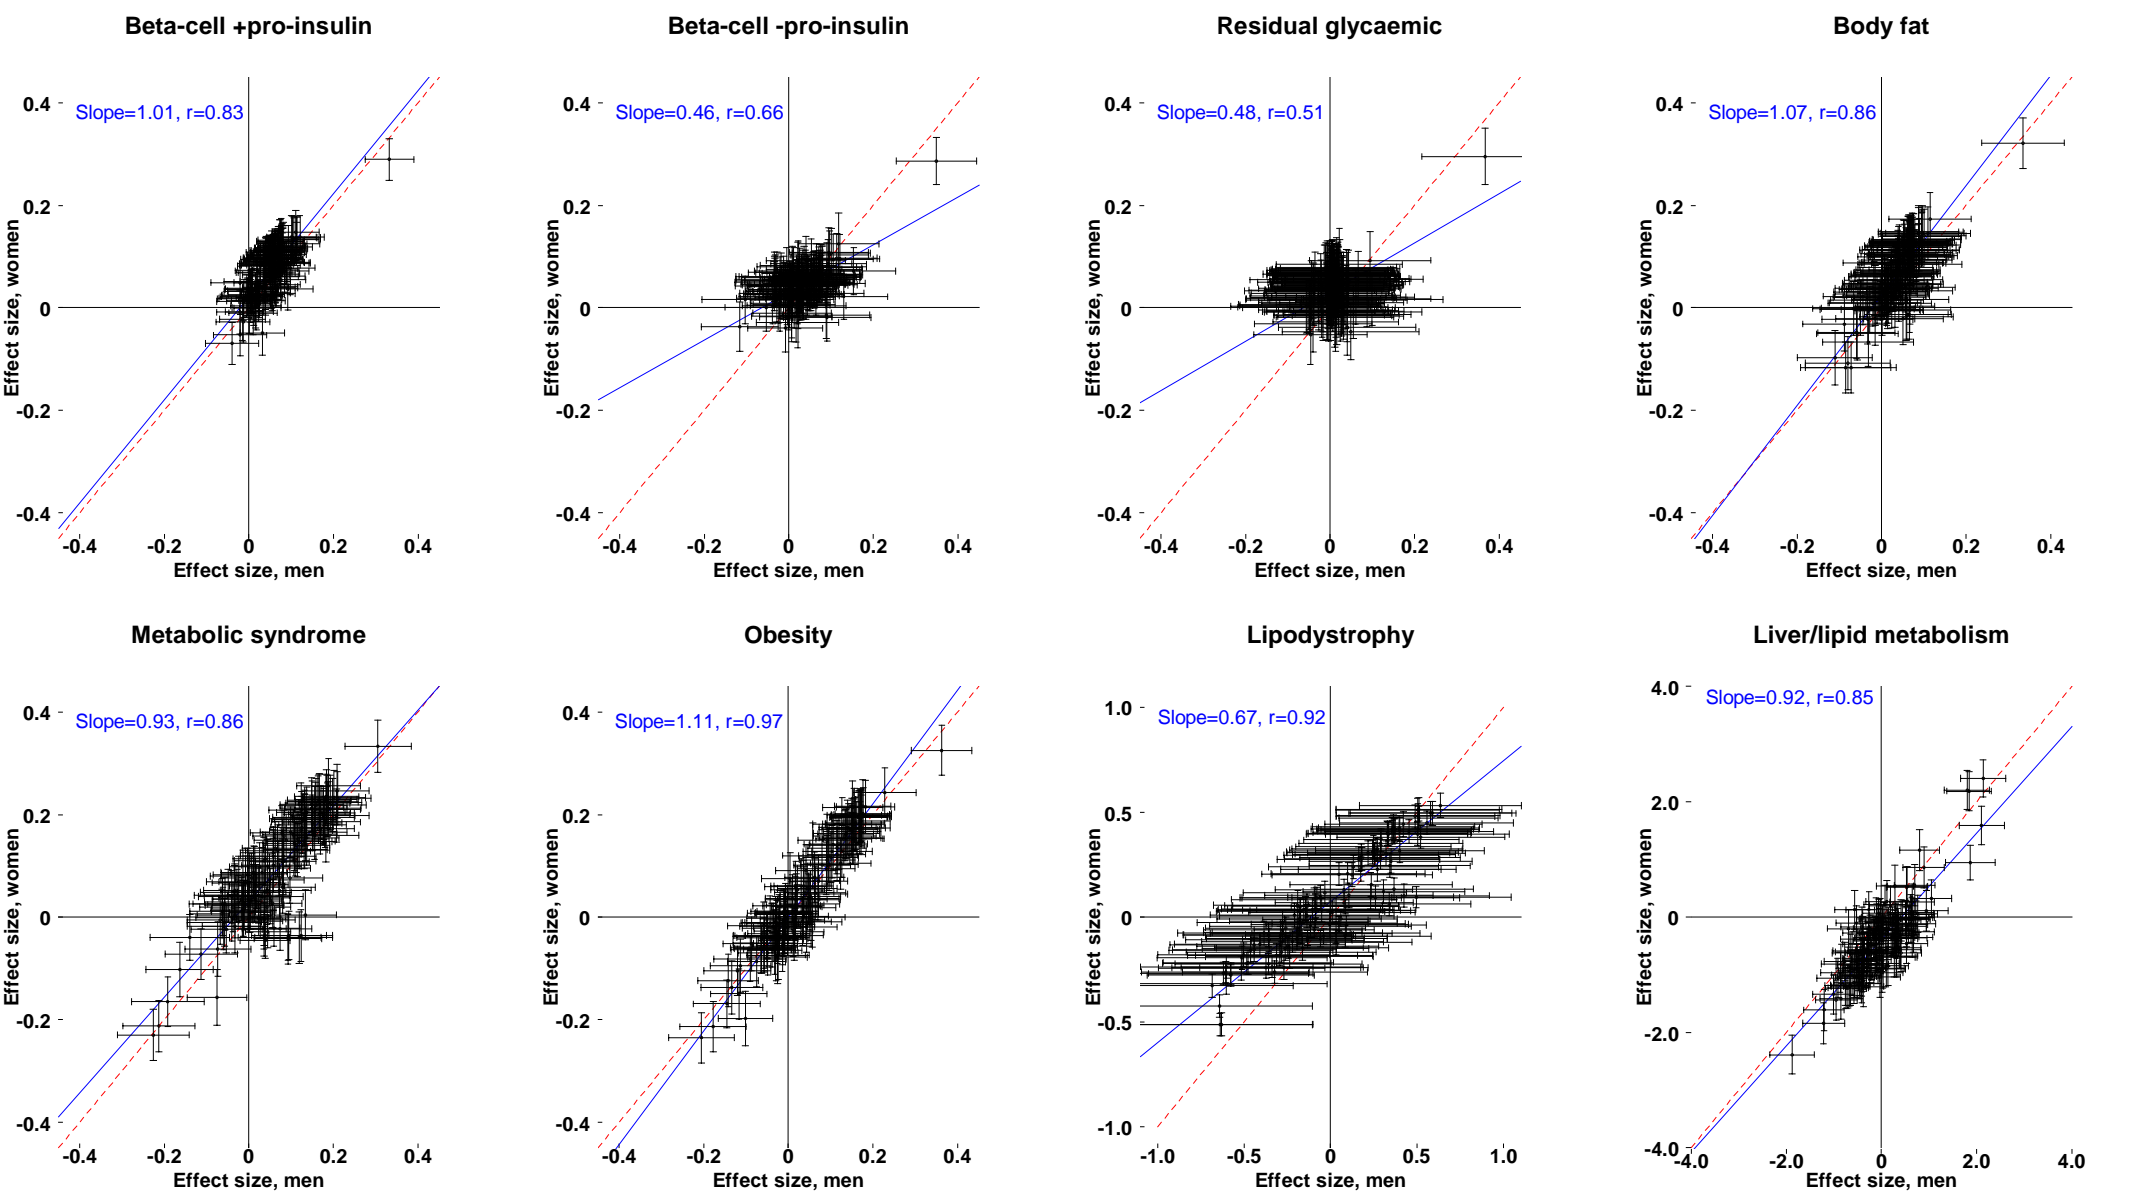 Beta-cell +pro-insulin
Slope=1.01, r=0.83
Effect size, women
0.4
0.2
0
-0.2
-0.4
-0.4 -0.2 0 0.2 0.4
Effect size, men
Beta-cell -pro-insulin
Slope=0.46, r=0.66
Effect size, women
0.4
0.2
0
-0.2
-0.4
-0.4 -0.2 0 0.2 0.4
Effect size, men
Residual glycaemic
Slope=0.48, r=0.51
Effect size, women
0.4
0.2
0
-0.2
-0.4
-0.4 -0.2 0 0.2 0.4
Effect size, men
Body fat
Slope=1.07, r=0.86
Effect size, women
0.4
0.2
0
-0.2
-0.4
-0.4 -0.2 0 0.2 0.4
Effect size, men
Metabolic syndrome
Slope=0.93, r=0.86
Effect size, women
0.4
0.2
0
-0.2
-0.4
-0.4 -0.2 0 0.2 0.4
Effect size, men
Obesity
Slope=1.11, r=0.97
Effect size, women
0.4
0.2
0
-0.2
-0.4
-0.4 -0.2 0 0.2 0.4
Effect size, men
Lipodystrophy
Slope=0.67, r=0.92
Effect size, women
1.0
0.5
0
-0.5
-1.0
-1.0 -0.5 0 0.5 1.0
Effect size, men
Liver/lipid metabolism
Slope=0.92, r=0.85
Effect size, women
4.0
2.0
0
-2.0
-4.0
-4.0 -2.0 0 2.0 4.0
Effect size, men